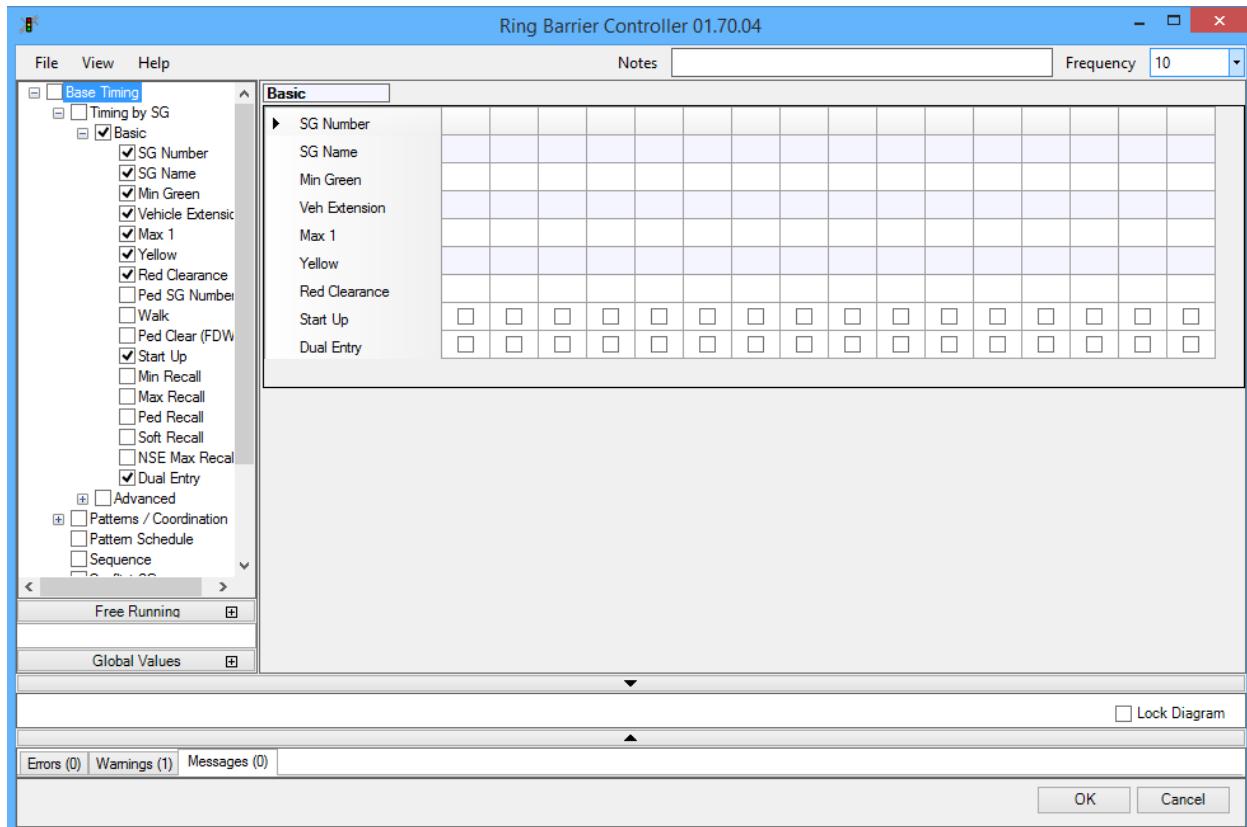 Ring Barrier Controller 01.70.04
File View Help Notes Frequency 10
Base Timing
Timing by SG
Basic
SG Number
SG Name
Min Green
Vehicle Extensic
Max 1
Yellow
Red Clearance
Ped SG Number
Walk
Ped Clear (FDW
Start Up
Min Recall
Max Recall
Ped Recall
Soft Recall
NSE Max Recal
Dual Entry
Advanced
Patterns / Coordination
Pattern Schedule
Sequence
Free Running
Global Values
Basic
SG Number
SG Name
Min Green
Veh Extension
Max 1
Yellow
Red Clearance
Start Up
Dual Entry
Lock Diagram
Errors (0) Warnings (1) Messages (0)
OK Cancel